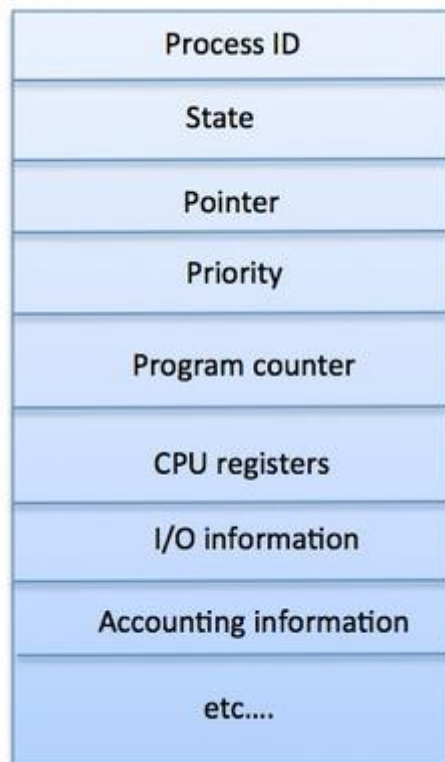 Process ID
State
Pointer
Priority
Program counter
CPU registers
I/O information
Accounting information
etc....